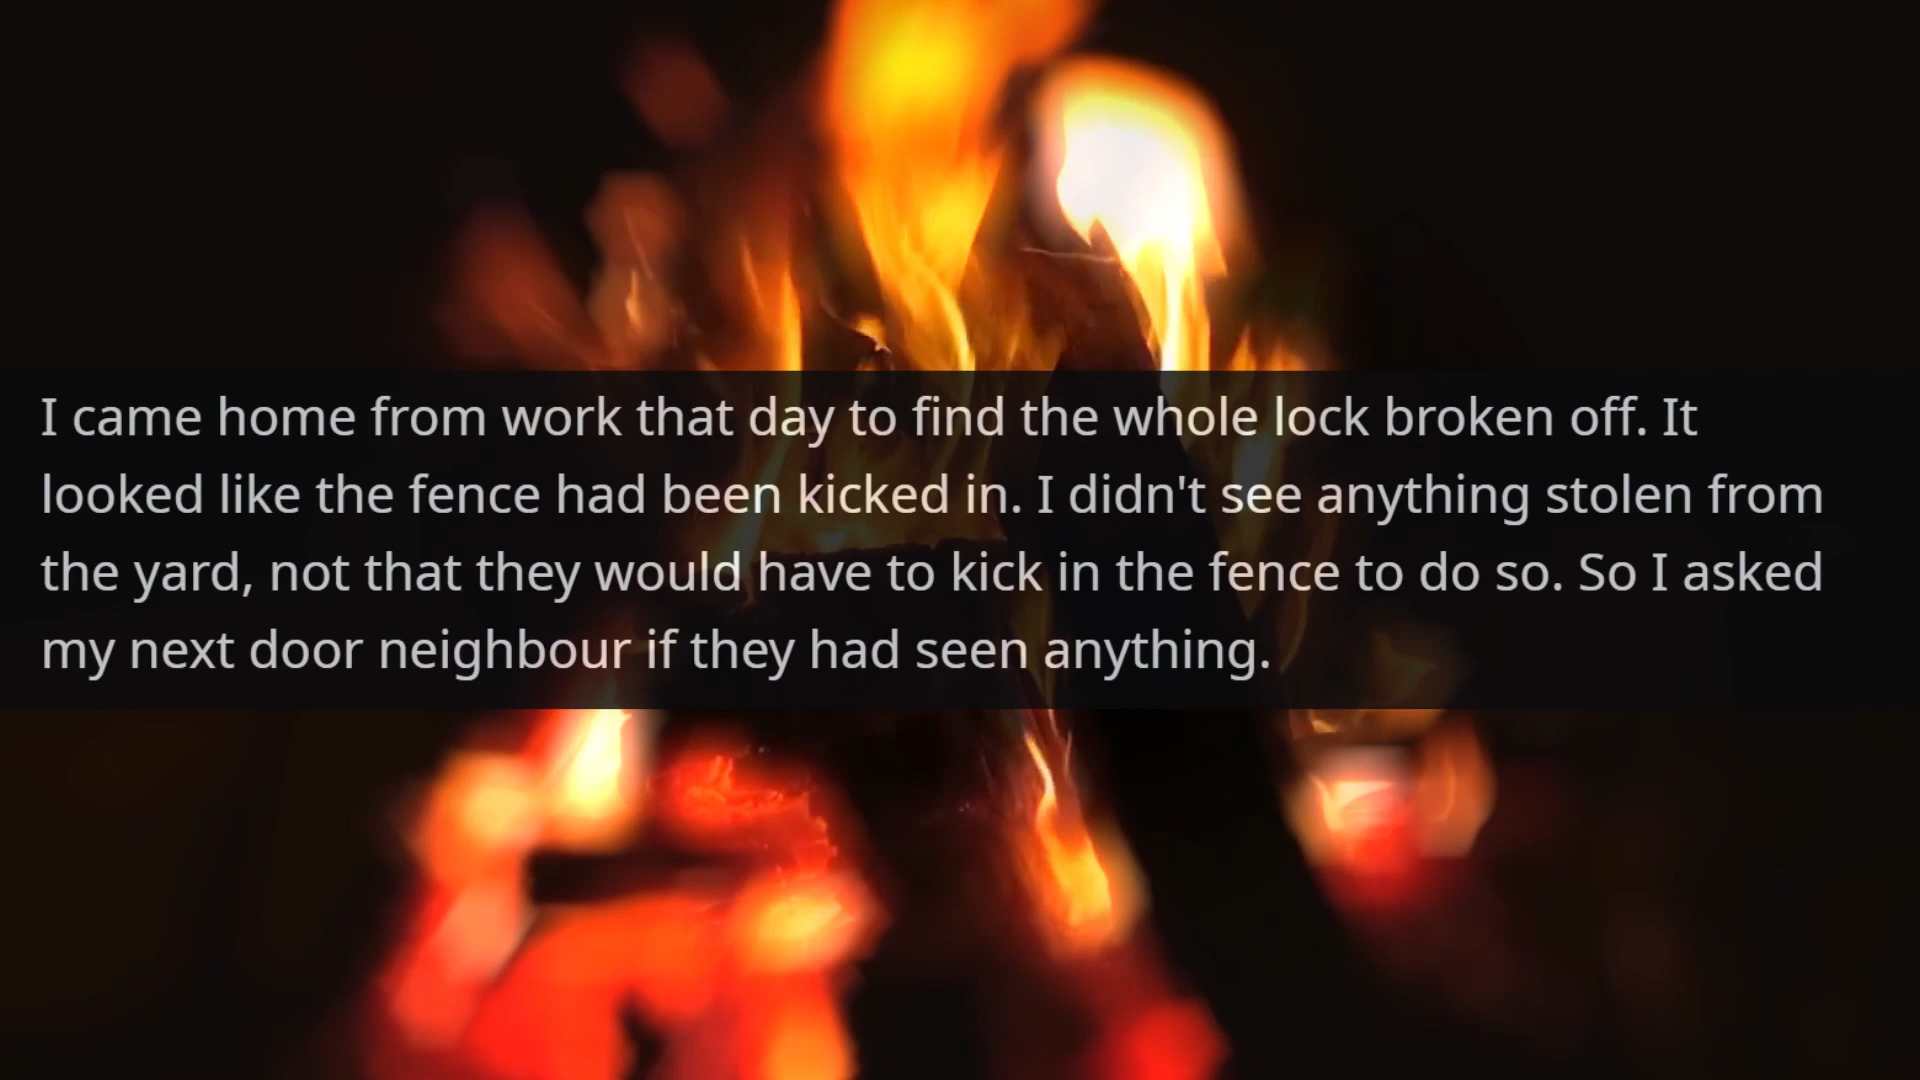 I came home from work that day to find the whole lock broken off. It
looked like the fence had been kicked in. I didn't see anything stolen from
the yard, not that they would have to kick in the fence to do so. So I asked
my next door neighbour if they had seen anything.